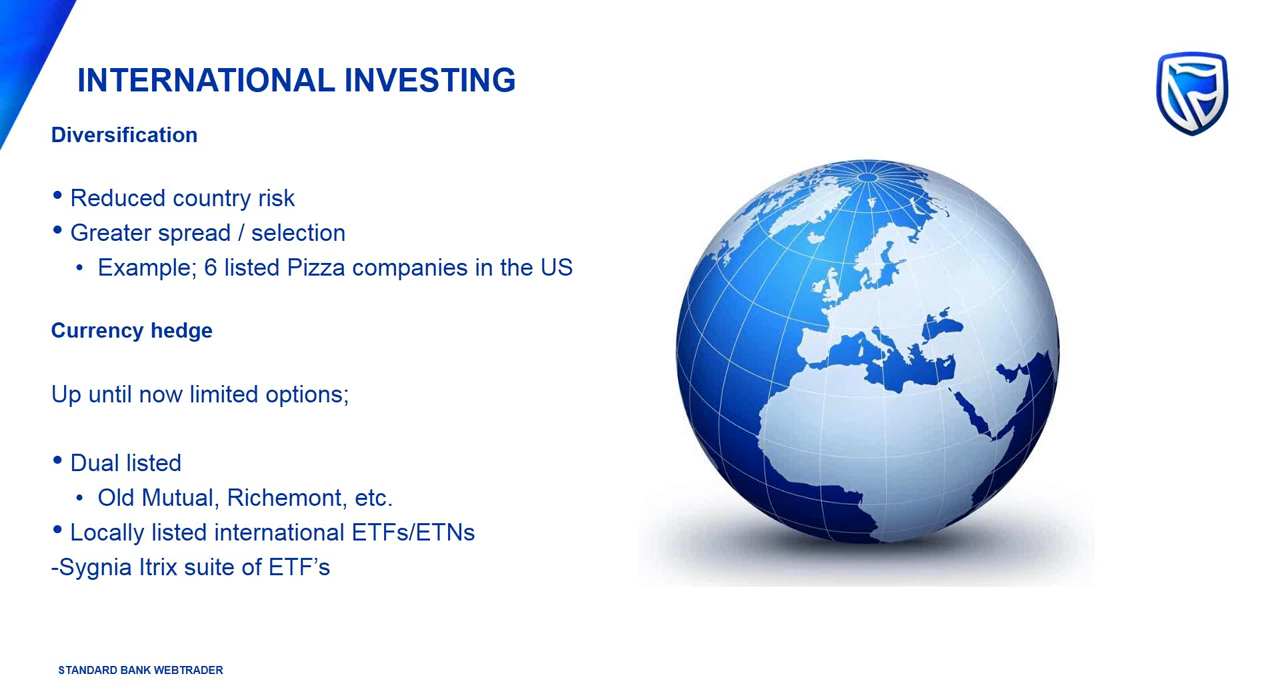 INTERNATIONAL INVESTING
Diversification
• Reduced country risk
• Greater spread / selection
• Example; 6 listed Pizza companies in the US
Currency hedge
Up until now limited options;
• Dual listed
• Old Mutual, Richemont, etc.
• Locally listed international ETFs/ETNs
-Sygnia Itrix suite of ETF’s
STANDARD BANK WEBTRADER